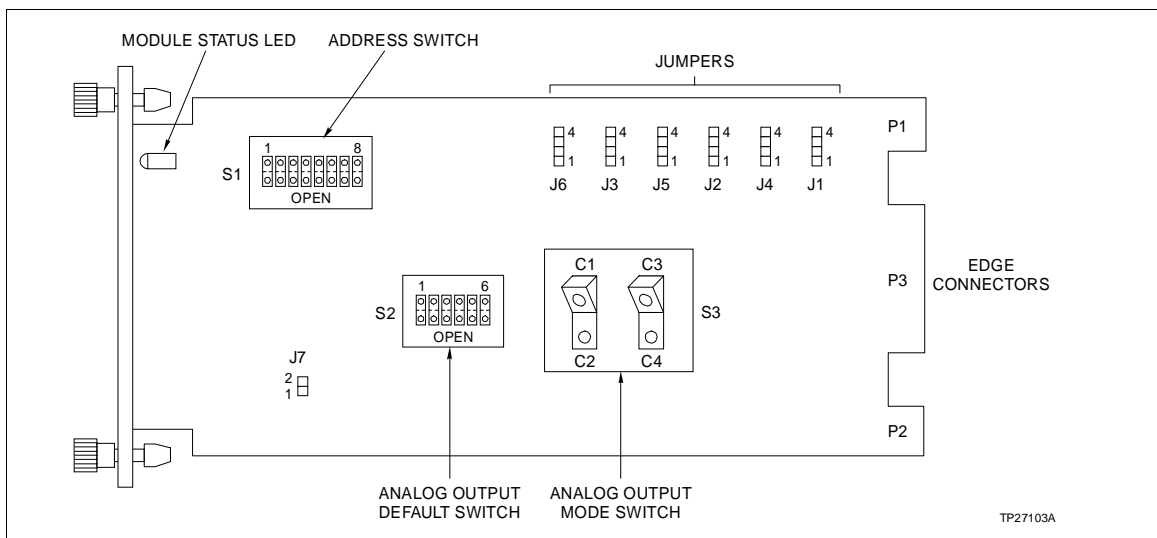 MODULE STATUS LED
ADDRESS SWITCH
JUMPERS
P1
1 8
S1
OPEN
4 4 4 4 4 4
1 1 1 1 1 1
J6 J3 J5 J2 J4 J1
C1 C3
EDGE
CONNECTORS
P3
1 6
S2
OPEN
S3
C2 C4
J7
2
1
P2
ANALOG OUTPUT
DEFAULT SWITCH
ANALOG OUTPUT
MODE SWITCH
TP27103A